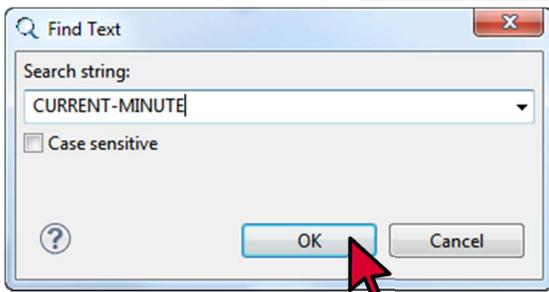 Find Text
Search string:
CURRENT-MINUTE
Case sensitive
?
OK Cancel